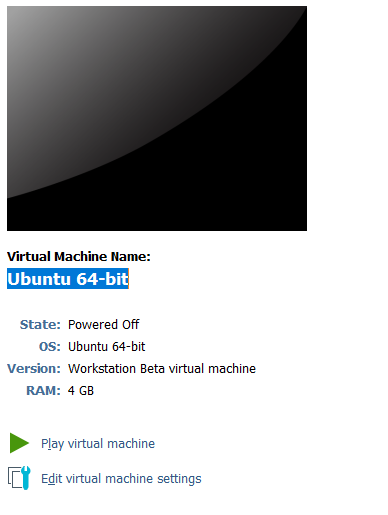 Virtual Machine Name:
Ubuntu 64-bit
State: Powered Off
OS: Ubuntu 64-bit
Version: Workstation Beta virtual machine
RAM: 4 GB
Play virtual machine
Edit virtual machine settings